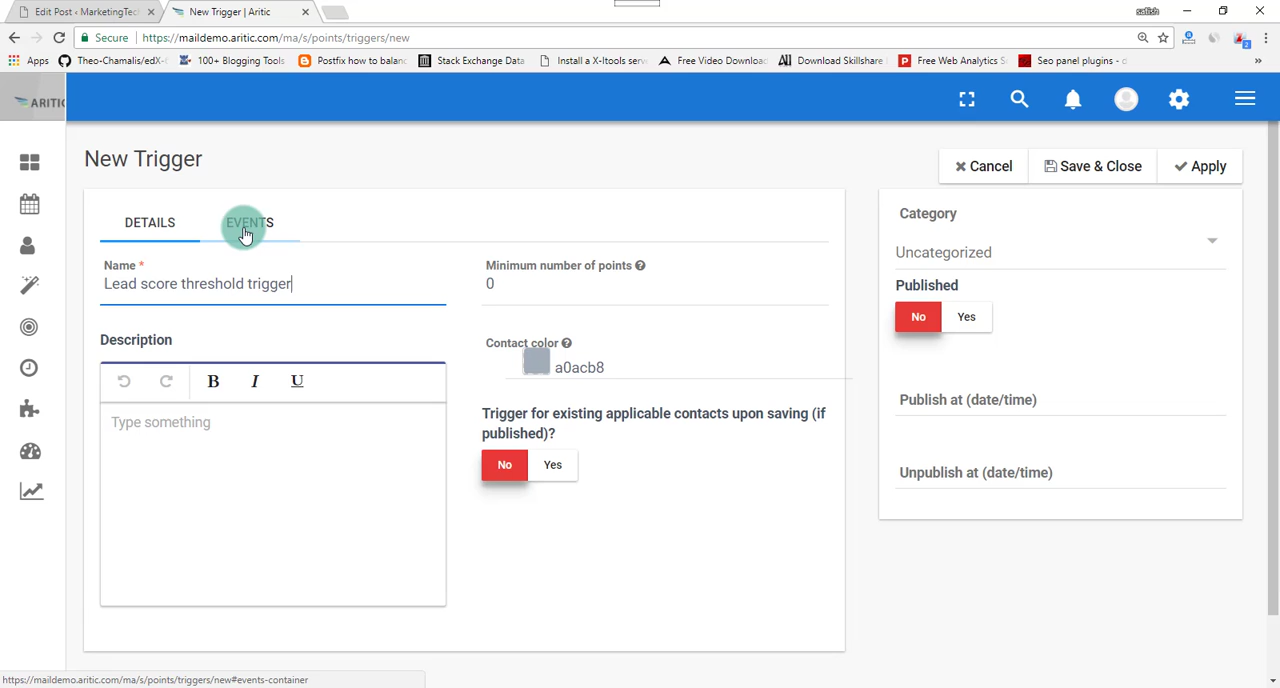 Edit Post ‹ MarketingTec
New Trigger | Aritic
satish
Secure
https://maildemo.aritic.com/ma/s/points/triggers/new
Apps
Theo-Chamalis/edX-
100+ Blogging Tools
Postfix how to balanc
Stack Exchange Data
Install a X-Itools serv
Free Video Download
Download Skillshare
Free Web Analytics S
Seo panel plugins - d
»
ARITIC
New Trigger
Cancel
Save & Close
Apply
DETAILS
EVENTS
Name *
Lead score threshold trigger
Minimum number of points
0
Description
B I U
Type something
Contact color
a0acb8
Trigger for existing applicable contacts upon saving (if
published)?
No Yes
Category
Uncategorized
Published
No Yes
Publish at (date/time)
Unpublish at (date/time)
https://maildemo.aritic.com/ma/s/points/triggers/new#events-container